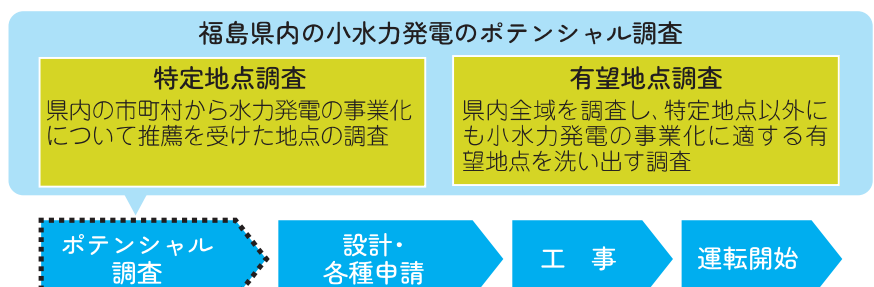 福島県内の小水力発電のポテンシャル調査
特定地点調査
県内の市町村から水力発電の事業化
について推薦を受けた地点の調査
有望地点調査
県内全域を調査し、特定地点以外に
も小水力発電の事業化に適する有
望地点を洗い出す調査
ポテンシャル
調査
設計・
各種申請
工　事
運転開始